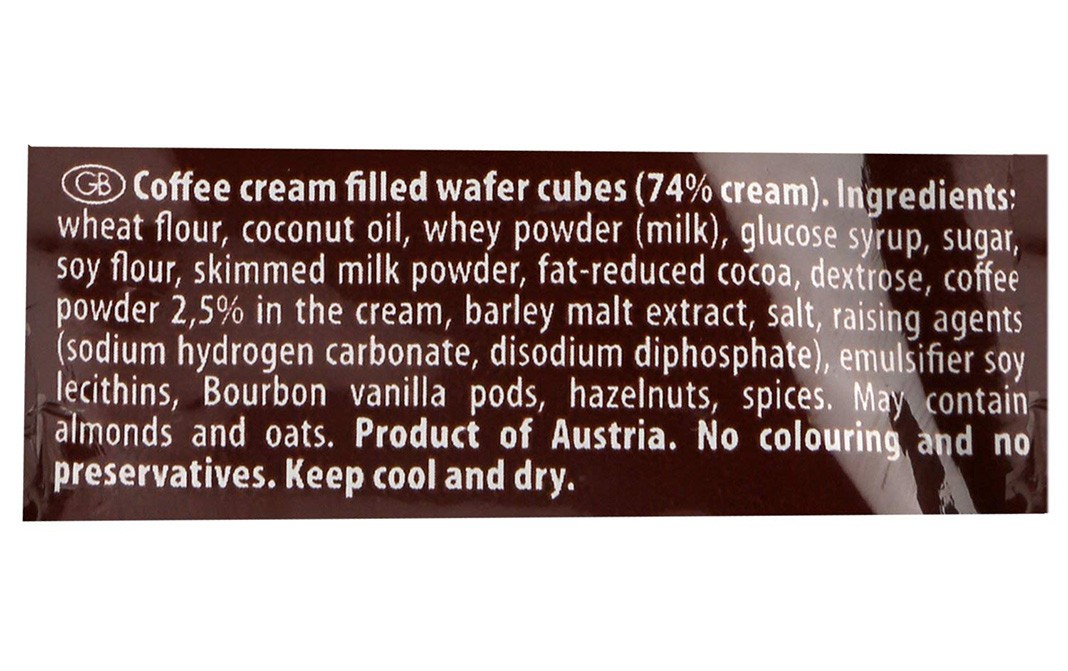 GB Coffee cream filled wafer cubes (74% cream). Ingredients:
wheat flour, coconut oil, whey powder (milk), glucose syrup, sugar,
soy flour, skimmed milk powder, fat-reduced cocoa, dextrose, coffee
powder 2,5% in the cream, barley malt extract, salt, raising agents
(sodium hydrogen carbonate, disodium diphosphate), emulsifier soy
lecithins, Bourbon vanilla pods, hazelnuts, spices. May contain
almonds and oats. Product of Austria. No colouring and no
preservatives. Keep cool and dry.